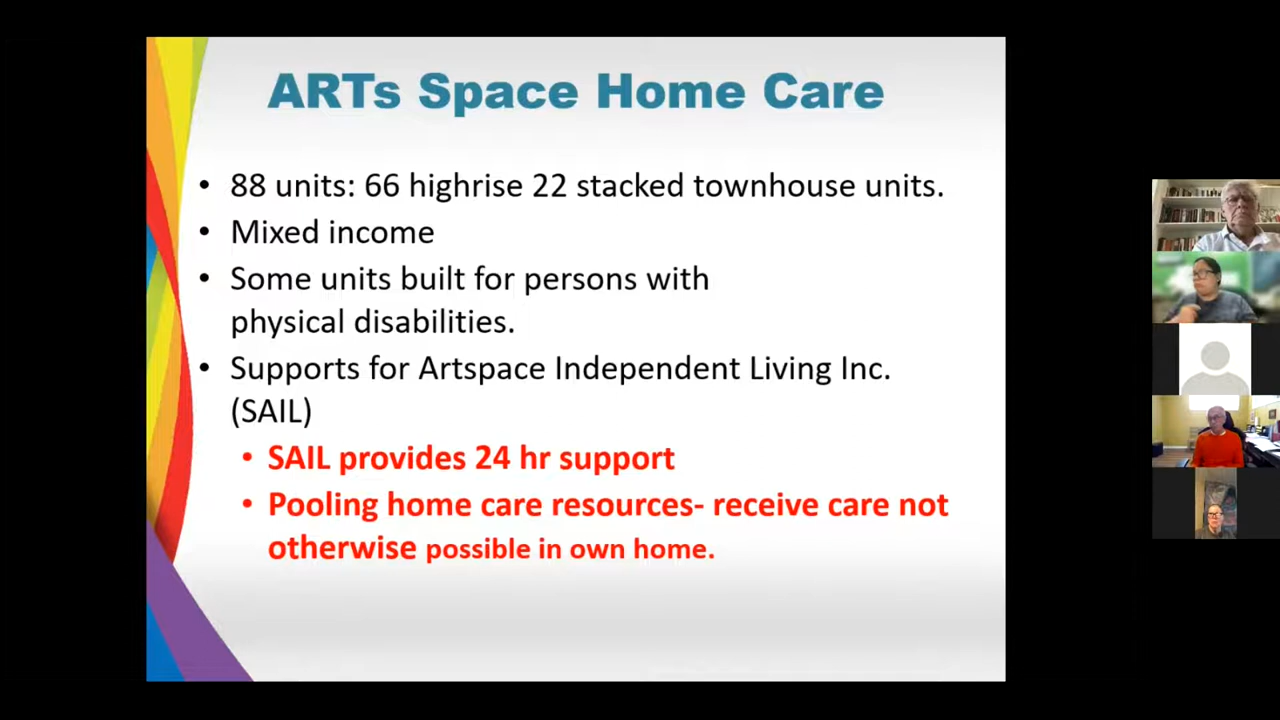 ARTs Space Home Care
• 88 units: 66 highrise 22 stacked townhouse units.
• Mixed income
• Some units built for persons with
physical disabilities.
• Supports for Artspace Independent Living Inc.
(SAIL)
• SAIL provides 24 hr support
• Pooling home care resources- receive care not
otherwise possible in own home.